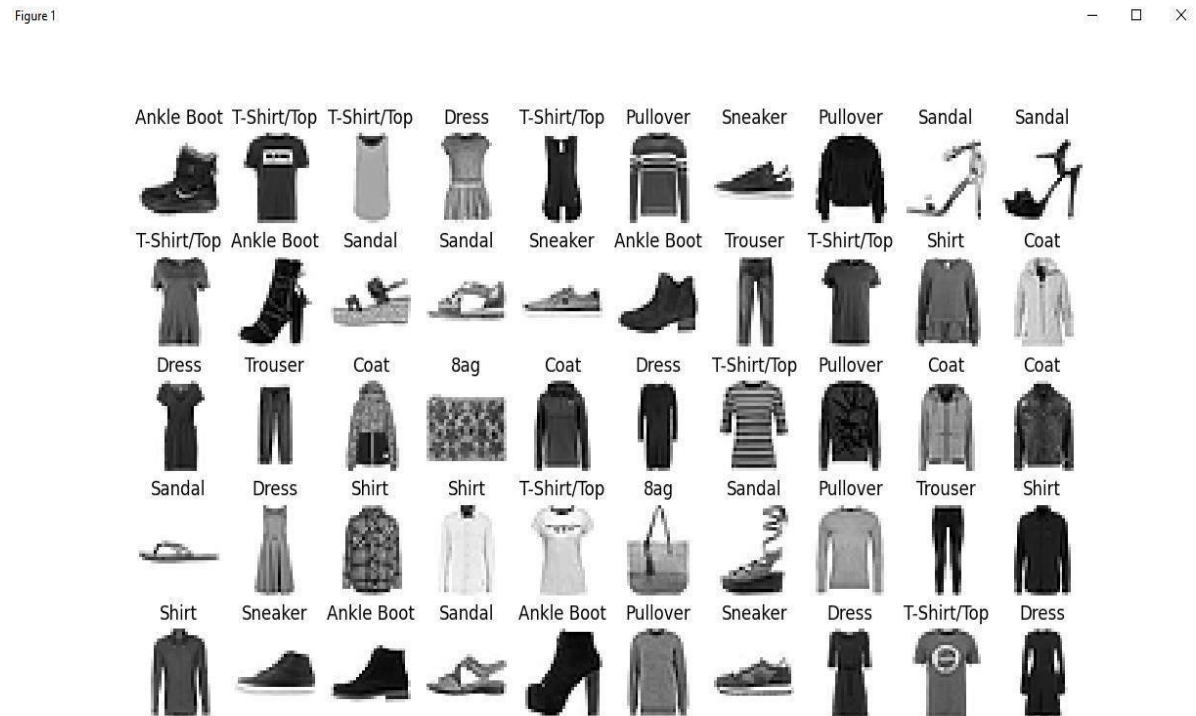 Figure 1
Ankle Boot T-Shirt/Top T-Shirt/Top Dress T-Shirt/Top Pullover Sneaker Pullover Sandal Sandal
T-Shirt/Top Ankle Boot Sandal Sandal Sneaker Ankle Boot Trouser T-Shirt/Top Shirt Coat
Dress Trouser Coat 8ag Coat Dress T-Shirt/Top Pullover Coat Coat
Sandal Dress Shirt Shirt T-Shirt/Top 8ag Sandal Pullover Trouser Shirt
Shirt Sneaker Ankle Boot Sandal Ankle Boot Pullover Sneaker Dress T-Shirt/Top Dress